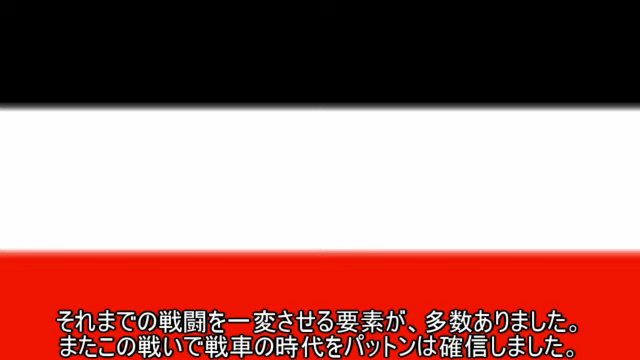 それまでの戦闘を一変させる要素が、多数ありました。
またこの戦いで戦車の時代をパットンは確信しました。